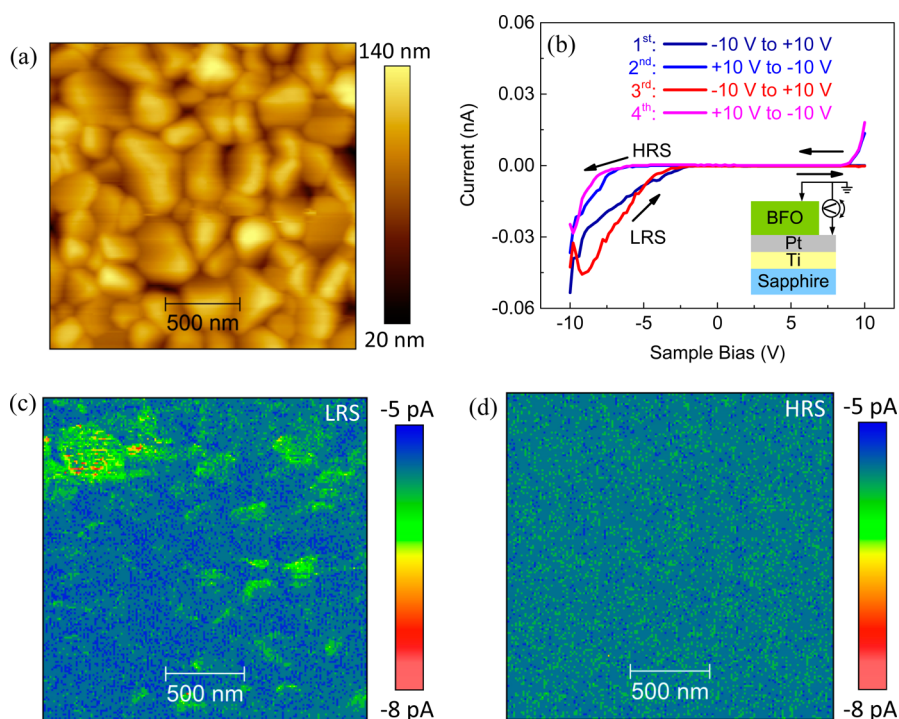 (a)
140 nm
20 nm
500 nm
(b)
1st: -10 V to +10 V
2nd: +10 V to -10 V
3rd: -10 V to +10 V
4th: +10 V to -10 V
0.06
0.03
0.00
-0.03
-0.06
Current (nA)
HRS
LRS
BFO
Pt
Ti
Sapphire
-10
-5
0
5
10
Sample Bias (V)
(c)
LRS
-5 pA
-8 pA
500 nm
(d)
HRS
-5 pA
-8 pA
500 nm